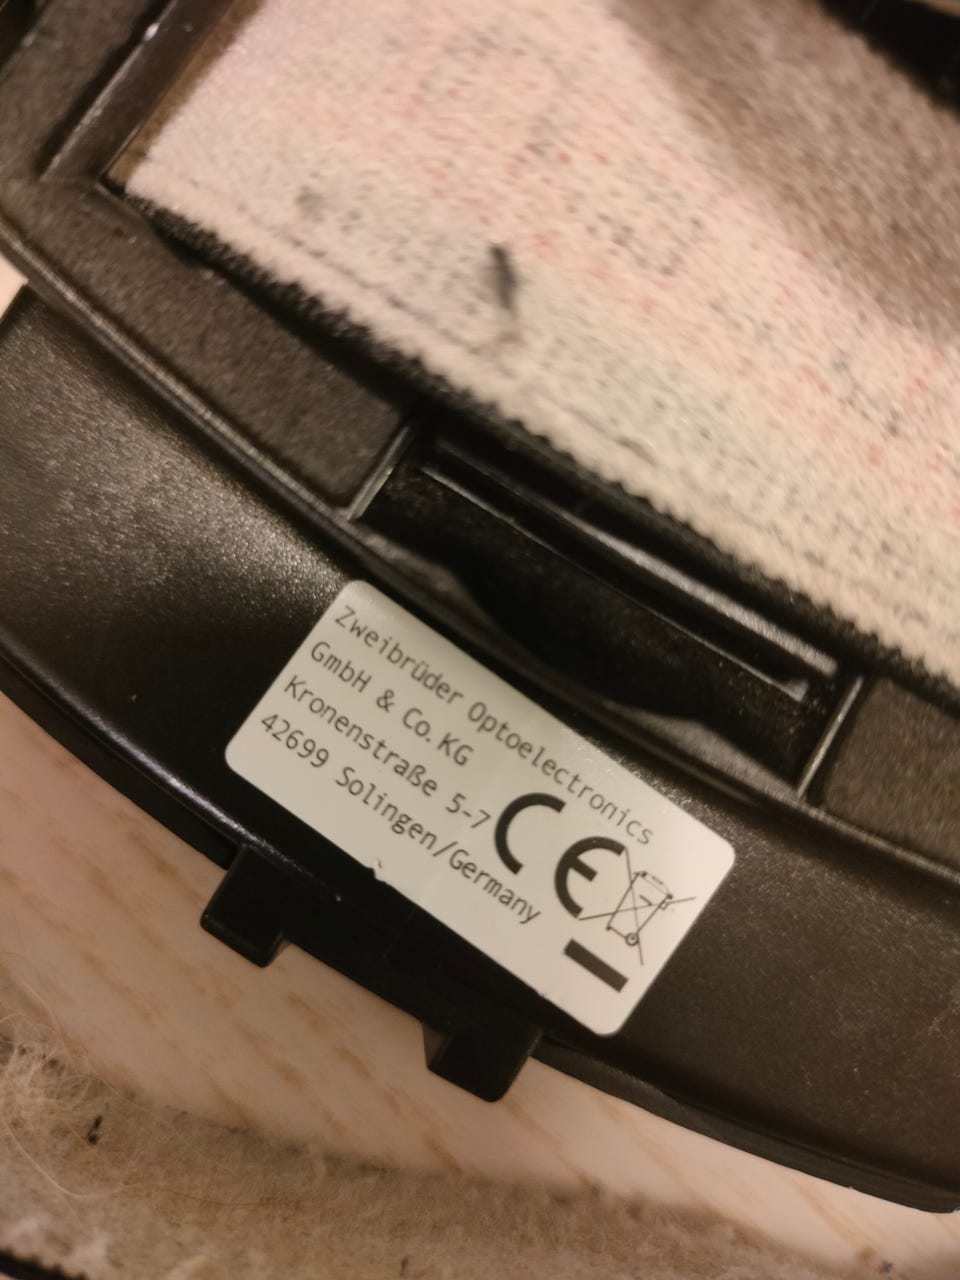 Zweibrüder Optoelectronics
GmbH & Co.KG
Kronenstraße 5-7
42699 Solingen/Germany
CE